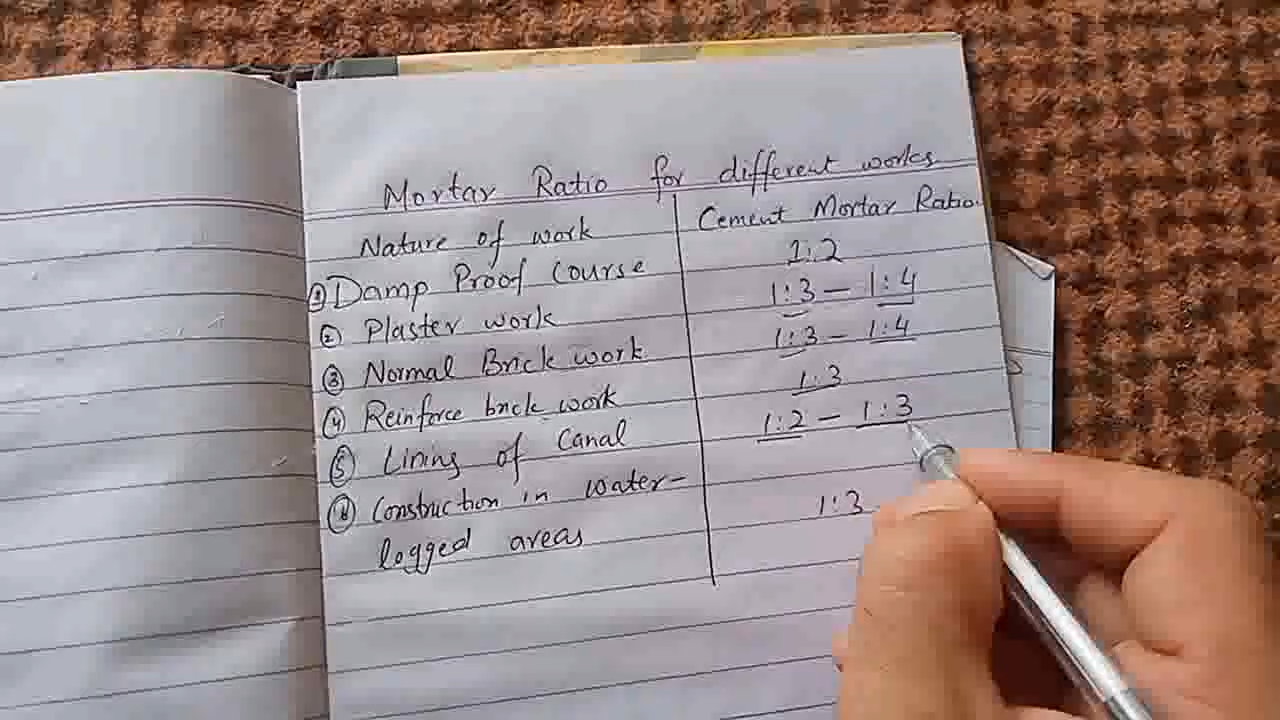 Mortar Ratio for different works
Nature of work Cement Mortar Ratio
① Damp Proof Course 1:2
② Plaster work 1:3 – 1:4
③ Normal Brick work 1:3 – 1:4
④ Reinforce brick work 1:3
⑤ Lining of Canal 1:2 – 1:3
⑥ Construction in water- 1:3
logged areas